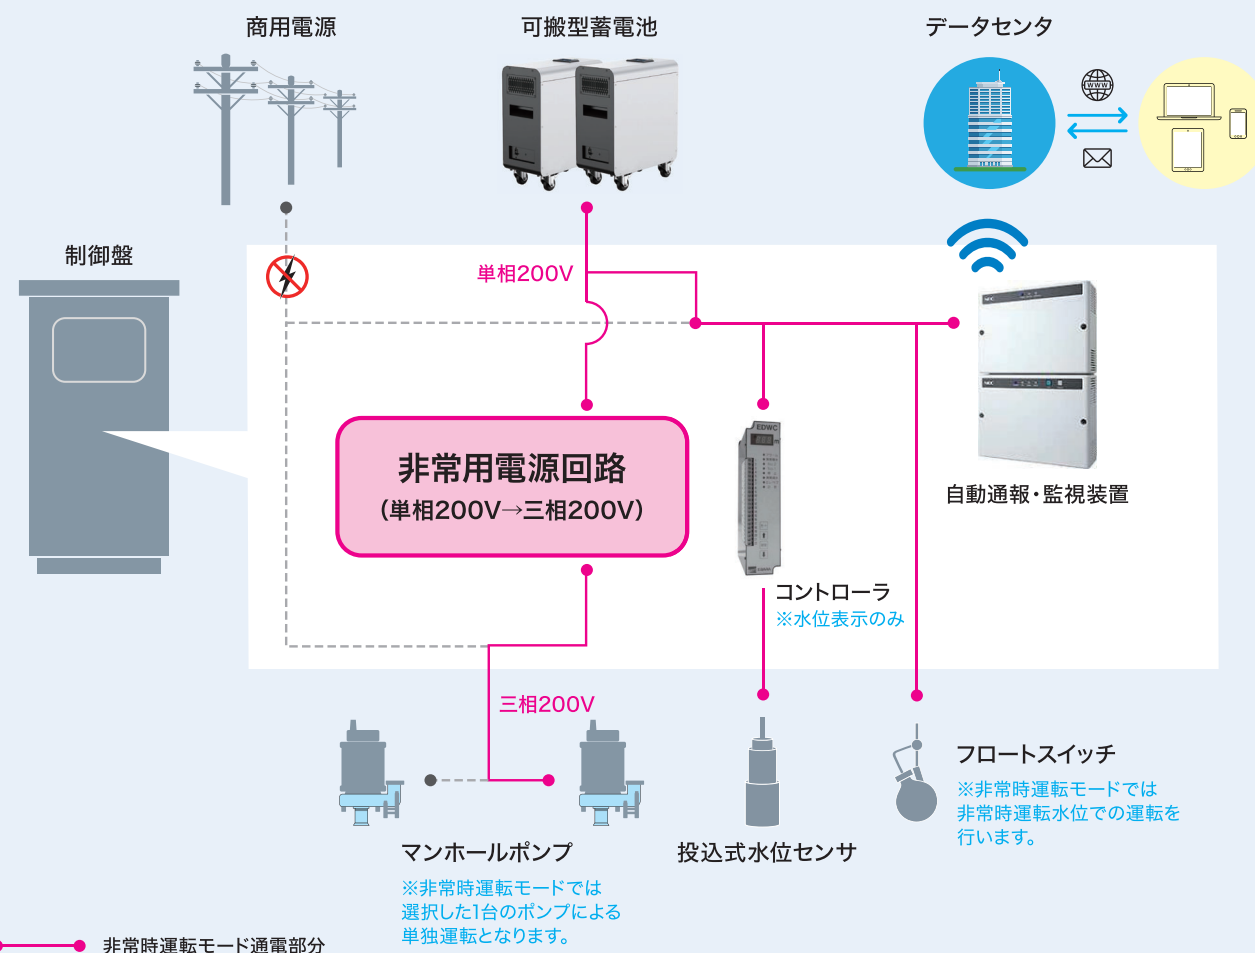 商用電源
可搬型蓄電池
データセンタ
WWW
制御盤
単相200V
NEC
NEC
非常用電源回路
(単相200V→三相200V)
EDWC
自動通報・監視装置
コントローラ
※水位表示のみ
三相200V
フロートスイッチ
※非常時運転モードでは
非常時運転水位での運転を
行います。
マンホールポンプ
投込式水位センサ
※非常時運転モードでは
選択した1台のポンプによる
単独運転となります。
非常時運転モード通電部分